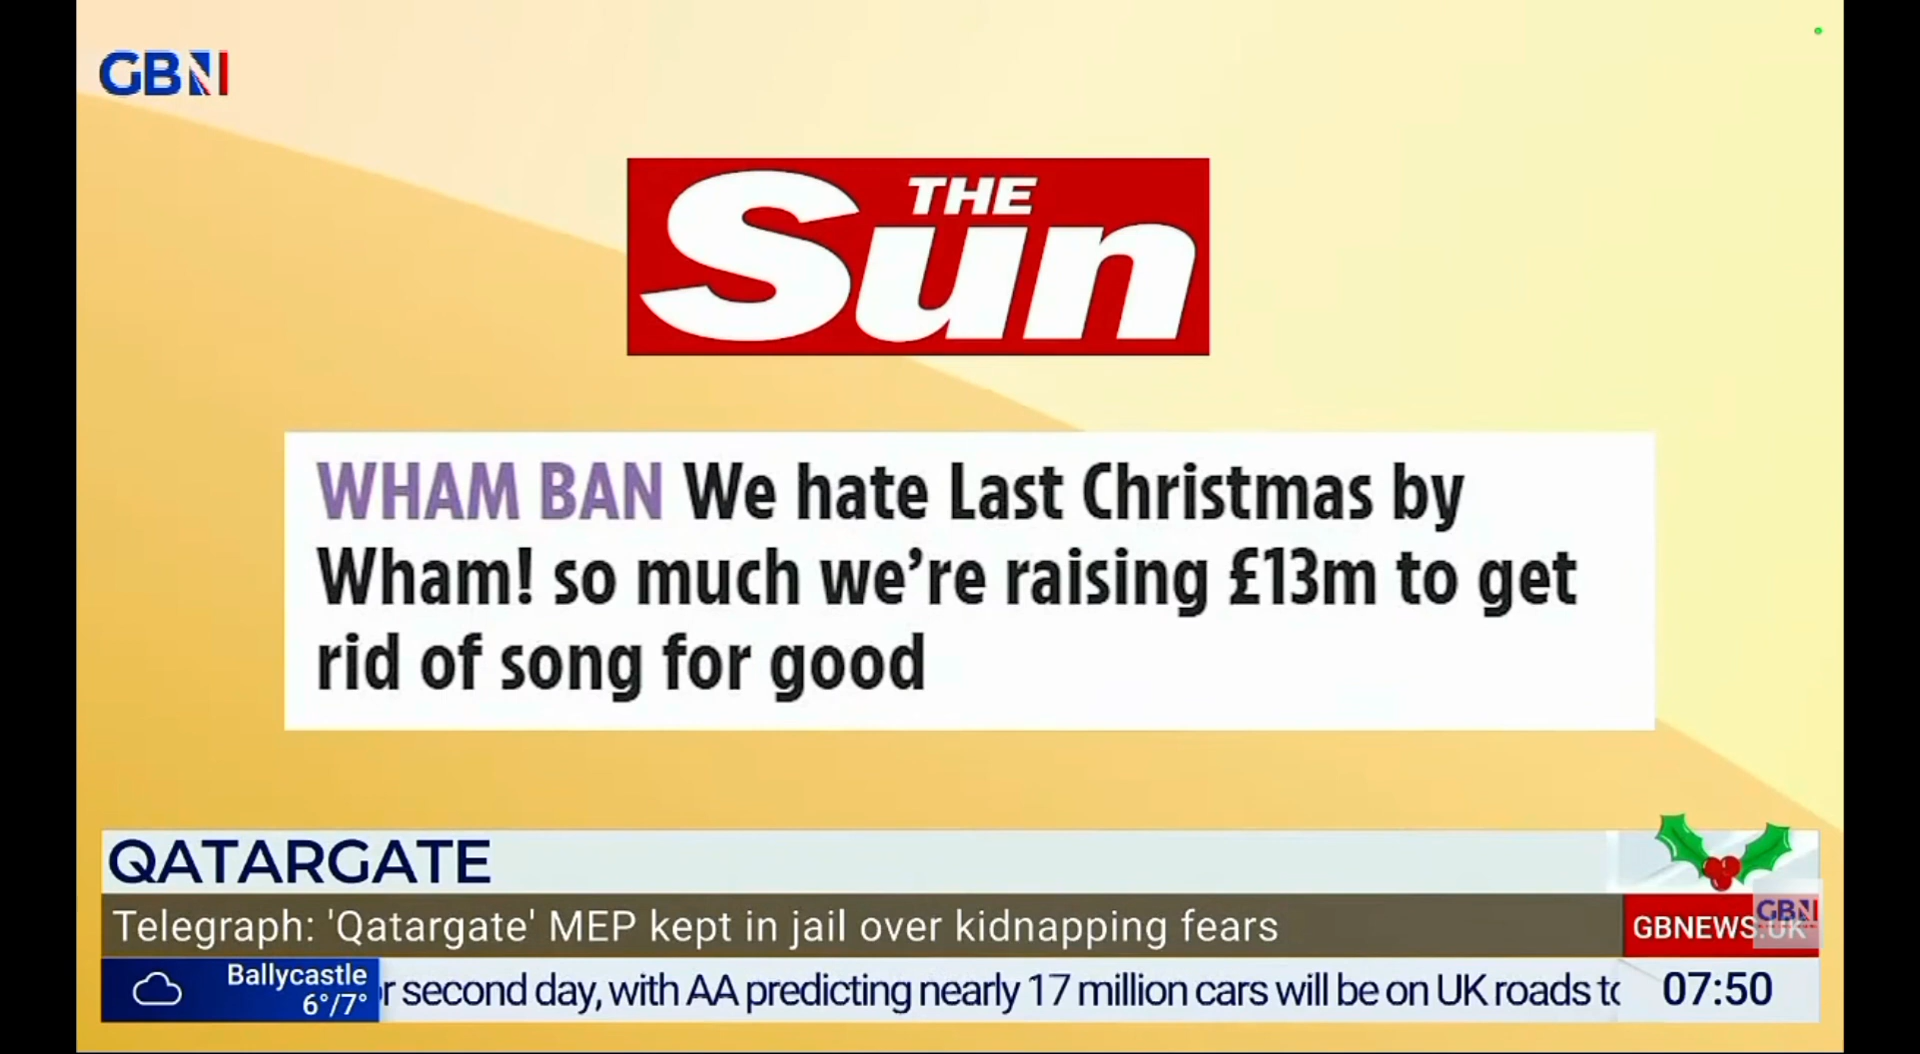 GBN
THE
Sun
WHAM BAN We hate Last Christmas by
Wham! so much we're raising £13m to get
rid of song for good
QATARGATE
Telegraph: 'Qatargate' MEP kept in jail over kidnapping fears
GBNEWS.UK
GBN
Ballycastle
6°/7°
r second day, with AA predicting nearly 17 million cars will be on UK roads to
07:50